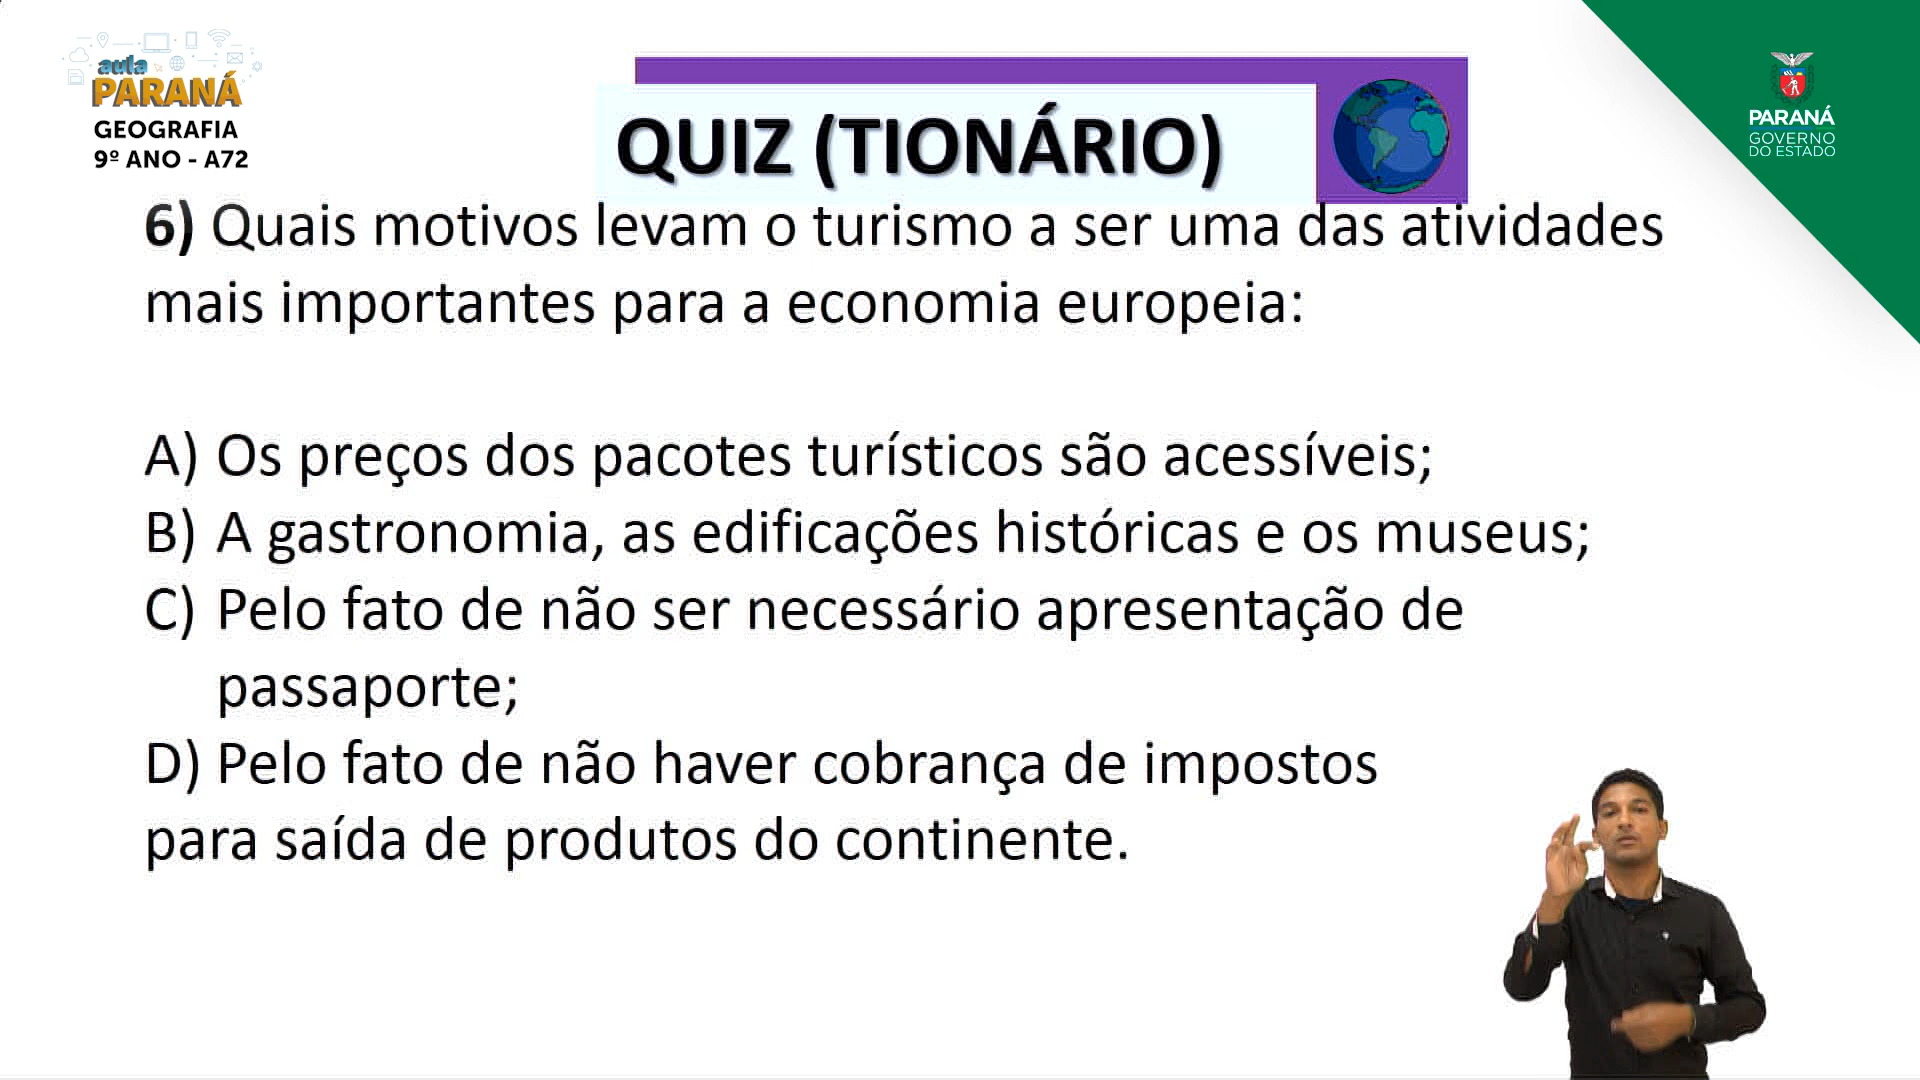 aula
PARANÁ
GEOGRAFIA
9º ANO - A72
QUIZ (TIONÁRIO)
PARANÁ
GOVERNO
DO ESTADO
6) Quais motivos levam o turismo a ser uma das atividades
mais importantes para a economia europeia:
A) Os preços dos pacotes turísticos são acessíveis;
B) A gastronomia, as edificações históricas e os museus;
C) Pelo fato de não ser necessário apresentação de
passaporte;
D) Pelo fato de não haver cobrança de impostos
para saída de produtos do continente.